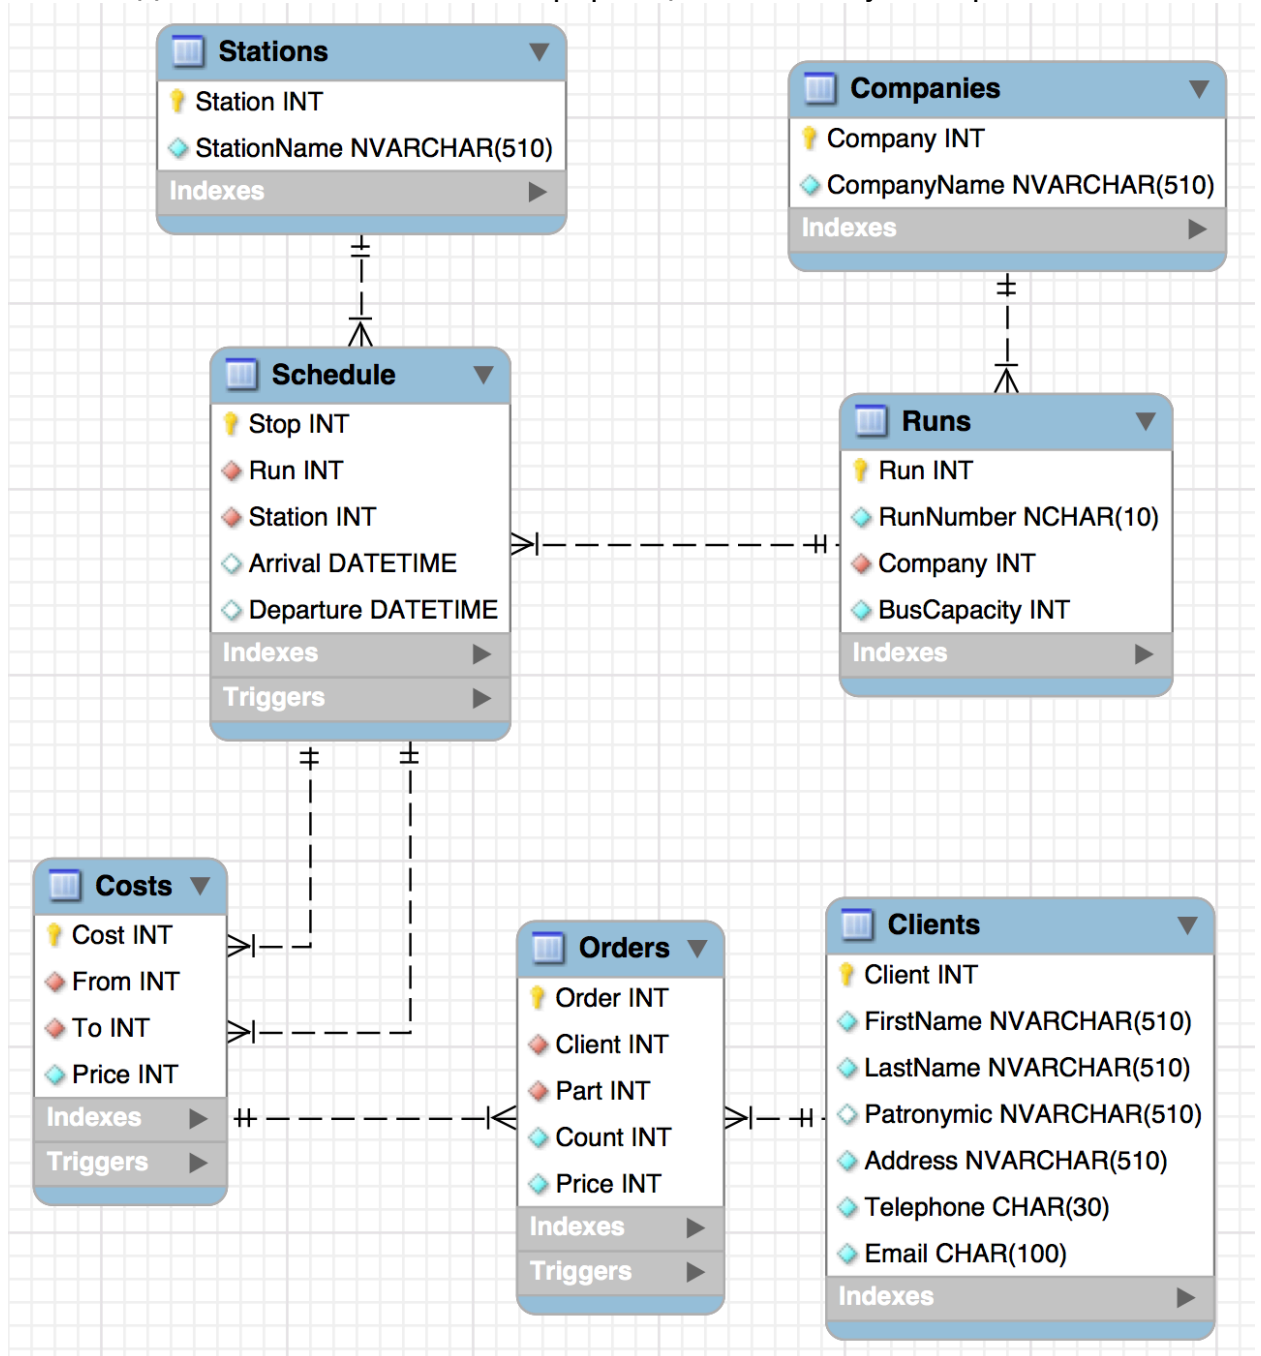 Stations
Station INT
StationName NVARCHAR(510)
Indexes
Companies
Company INT
CompanyName NVARCHAR(510)
Indexes
Schedule
Stop INT
Run INT
Station INT
Arrival DATETIME
Departure DATETIME
Indexes
Triggers
Runs
Run INT
RunNumber NCHAR(10)
Company INT
BusCapacity INT
Indexes
Costs
Cost INT
From INT
To INT
Price INT
Indexes
Triggers
Orders
Order INT
Client INT
Part INT
Count INT
Price INT
Indexes
Triggers
Clients
Client INT
FirstName NVARCHAR(510)
LastName NVARCHAR(510)
Patronymic NVARCHAR(510)
Address NVARCHAR(510)
Telephone CHAR(30)
Email CHAR(100)
Indexes